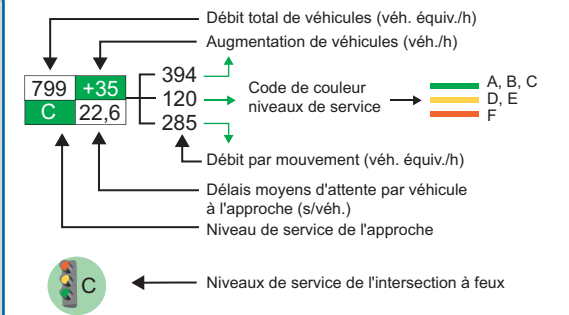 Débit total de véhicules (véh. équiv./h)
Augmentation de véhicules (véh./h)
799 +35
C 22,6
394
120
285
Code de couleur
niveaux de service
A, B, C
D, E
F
Débit par mouvement (véh. équiv./h)
Délais moyens d'attente par véhicule
à l'approche (s/véh.)
Niveau de service de l'approche
C
Niveaux de service de l'intersection à feux